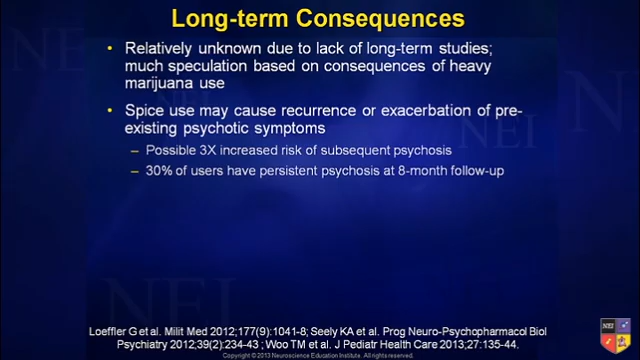 Long-term Consequences
• Relatively unknown due to lack of long-term studies;
much speculation based on consequences of heavy
marijuana use
• Spice use may cause recurrence or exacerbation of pre-
existing psychotic symptoms
– Possible 3X increased risk of subsequent psychosis
– 30% of users have persistent psychosis at 8-month follow-up
NEI
NEI
NEI
Loeffler G et al. Milit Med 2012;177(9):1041-8; Seely KA et al. Prog Neuro-Psychopharmacol Biol
Psychiatry 2012;39(2):234-43 ; Woo TM et al. J Pediatr Health Care 2013;27:135-44.
Copyright © 2013 Neuroscience Education Institute. All rights reserved.
NEI